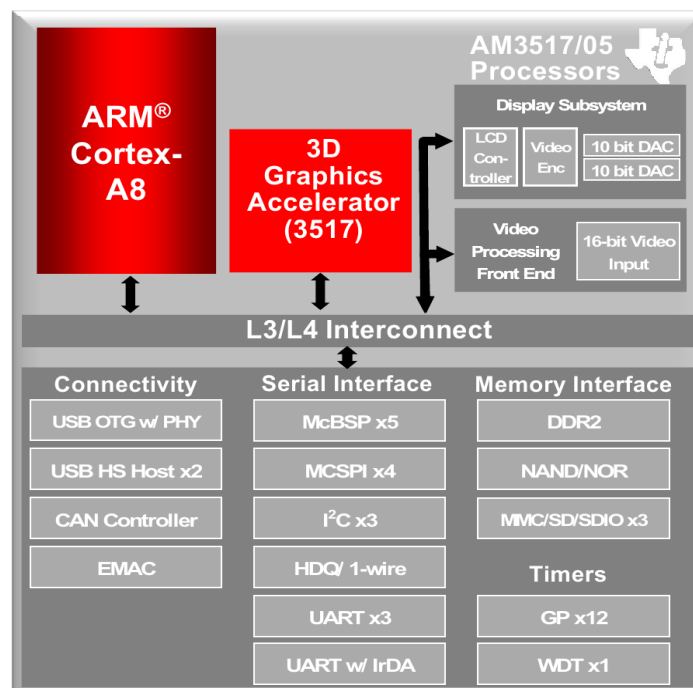 AM3517/05
Processors
ARM®
Cortex-
A8
3D
Graphics
Accelerator
(3517)
Display Subsystem
LCD
Con-
troller
Video
Enc
10 bit DAC
10 bit DAC
Video
Processing
Front End
16-bit Video
Input
L3/L4 Interconnect
Connectivity
USB OTG w/ PHY
USB HS Host x2
CAN Controller
EMAC
Serial Interface
McBSP x5
MCSPI x4
I²C x3
HDQ/ 1-wire
UART x3
UART w/ IrDA
Memory Interface
DDR2
NAND/NOR
MMC/SD/SDIO x3
Timers
GP x12
WDT x1